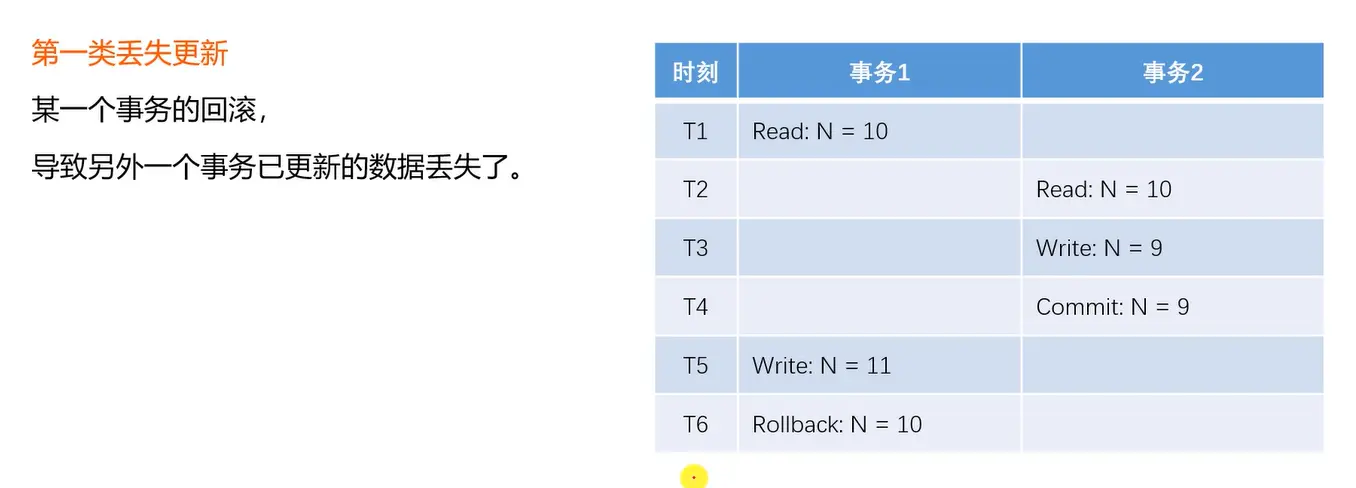 第一类丢失更新
某一个事务的回滚，
导致另外一个事务已更新的数据丢失了。
时刻 事务1 事务2
T1 Read: N = 10
T2 Read: N = 10
T3 Write: N = 9
T4 Commit: N = 9
T5 Write: N = 11
T6 Rollback: N = 10